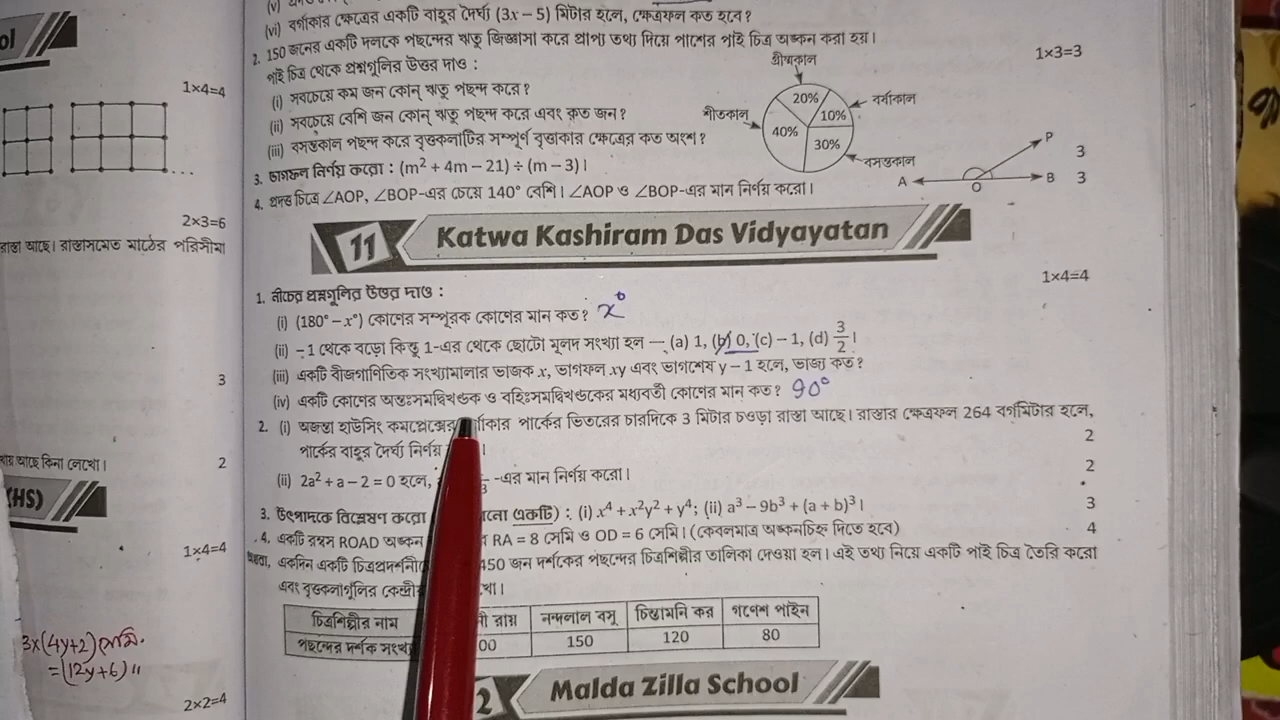 (vi) বর্গাকার ক্ষেত্রের একটি বাহুর দৈর্ঘ্য (3x – 5) মিটার হলে, ক্ষেত্রফল কত হবে?
2. 150 জনের একটি দলকে পছন্দের ঋতু জিজ্ঞাসা করে প্রাপ্য তথ্য দিয়ে পাশের পাই চিত্র অঙ্কন করা হয়।
পাই চিত্র থেকে প্রশ্নগুলির উত্তর দাও :
1×3=3
(i) সবচেয়ে কম জন কোন্ ঋতু পছন্দ করে?
(ii) সবচেয়ে বেশি জন কোন্ ঋতু পছন্দ করে এবং কত জন?
(iii) বসন্তকাল পছন্দ করে বৃত্তকলাটির সম্পূর্ণ বৃত্তাকার ক্ষেত্রের কত অংশ?
গ্রীষ্মকাল
20%
বর্ষাকাল
10%
শীতকাল
40%
30%
বসন্তকাল
3. ভাগফল নির্ণয় করো : (m² + 4m – 21) ÷ (m – 3)।
3
4. প্রদত্ত চিত্রে ∠AOP, ∠BOP-এর চেয়ে 140° বেশি। ∠AOP ও ∠BOP-এর মান নির্ণয় করো।
3
A O B P
11 Katwa Kashiram Das Vidyayatan
1. নীচের প্রশ্নগুলির উত্তর দাও :
1×4=4
(i) (180° – x°) কোণের সম্পূরক কোণের মান কত? x°
(ii) –1 থেকে বড়ো কিন্তু 1-এর থেকে ছোটো মূলদ সংখ্যা হল — (a) 1, (b) 0, (c) – 1, (d) 3/2।
(iii) একটি বীজগাণিতিক সংখ্যামালার ভাজক x, ভাগফল xy এবং ভাগশেষ y – 1 হলে, ভাজ্য কত?
(iv) একটি কোণের অন্তঃসমদ্বিখণ্ডক ও বহিঃসমদ্বিখণ্ডকের মধ্যবর্তী কোণের মান কত? 90°
2. (i) অজন্তা হাউসিং কমপ্লেক্সের র্গাকার পার্কের ভিতরের চারদিকে 3 মিটার চওড়া রাস্তা আছে। রাস্তার ক্ষেত্রফল 264 বর্গমিটার হলে,
পার্কের বাহুর দৈর্ঘ্য নির্ণয় ।
2
(ii) 2a² + a – 2 = 0 হলে, -এর মান নির্ণয় করো।
2
3. উৎপাদকে বিশ্লেষণ করো কোনো একটি) : (i) x⁴ + x²y² + y⁴; (ii) a³ – 9b³ + (a + b)³।
3
4. একটি রম্বস ROAD অঙ্কন RA = 8 সেমি ও OD = 6 সেমি। (কেবলমাত্র অঙ্কনচিহ্ন দিতে হবে)
4
অথবা, একদিন একটি চিত্রপ্রদর্শনীতে 450 জন দর্শকের পছন্দের চিত্রশিল্পীর তালিকা দেওয়া হল। এই তথ্য নিয়ে একটি পাই চিত্র তৈরি করো
এবং বৃত্তকলাগুলির কেন্দ্রীয়
চিত্রশিল্পীর নাম রায় নন্দলাল বসু চিন্তামনি কর গণেশ পাইন
পছন্দের দর্শক সংখ্যা 00 150 120 80
2 Malda Zilla School
1×4=4
2×3=6
রাস্তা আছে। রাস্তাসমেত মাঠের পরিসীমা
3
আছে কিনা লেখো।
2
(HS)
1×4=4
3x(4y+2) সেমি.
=(12y+6) "
2×2=4